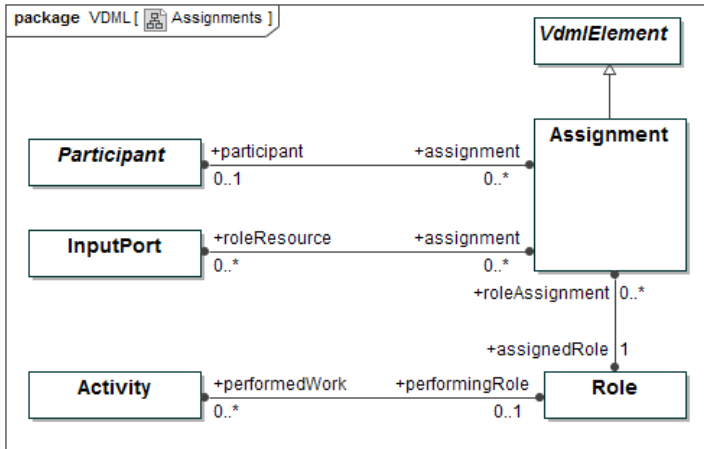 package VDML [ Assignments ]
VdmlElement
Assignment
Participant
+participant
+assignment
0..1
0..*
InputPort
+roleResource
+assignment
0..*
0..*
+roleAssignment 0..*
+assignedRole 1
Activity
+performedWork
+performingRole
0..*
0..1
Role